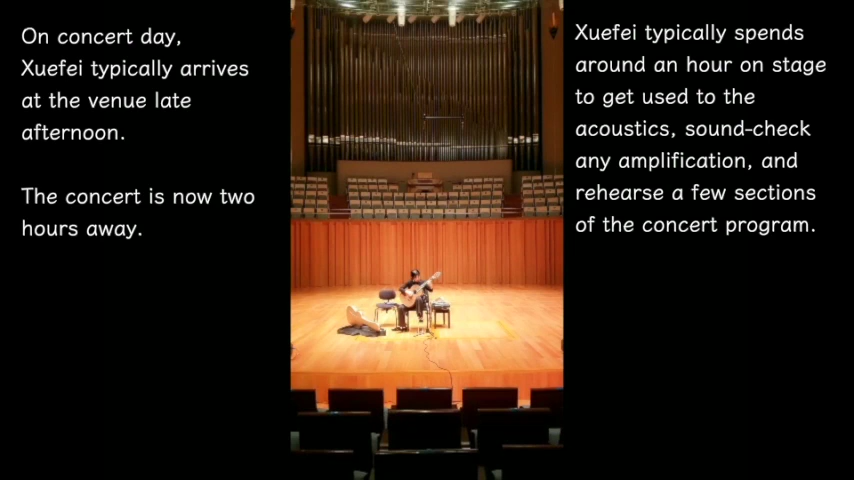 On concert day,
Xuefei typically arrives
at the venue late
afternoon.
The concert is now two
hours away.
Xuefei typically spends
around an hour on stage
to get used to the
acoustics, sound-check
any amplification, and
rehearse a few sections
of the concert program.